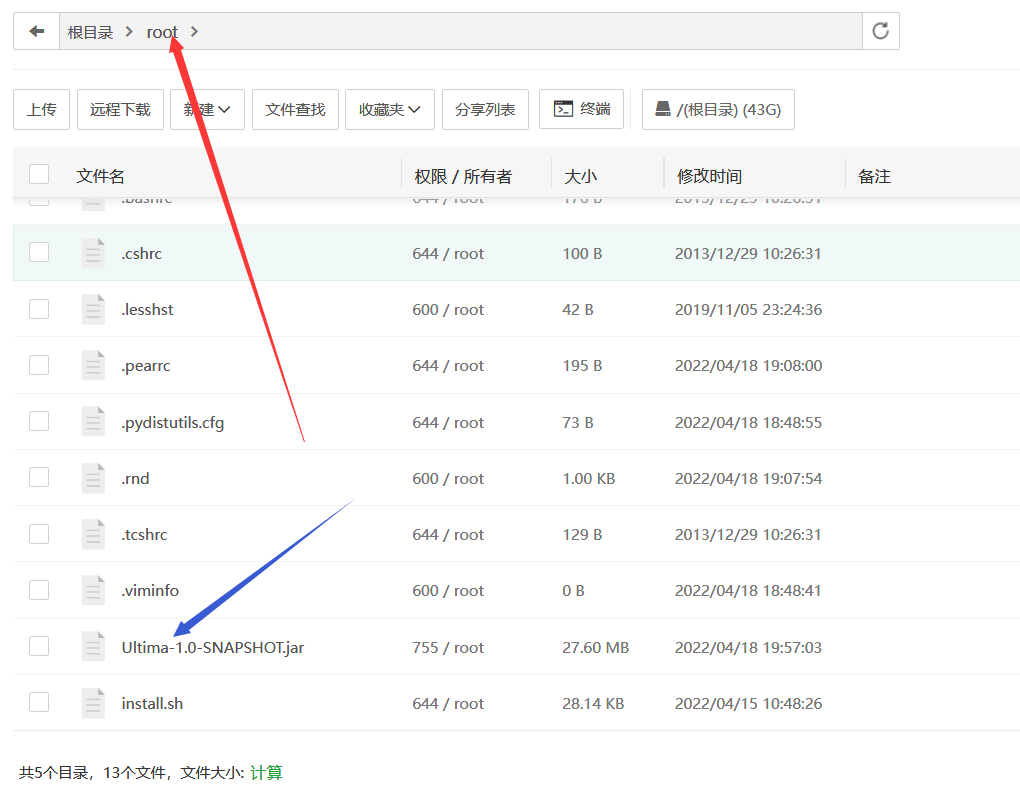 根目录 root
上传 远程下载 新建 文件查找 收藏夹 分享列表 终端 /(根目录) (43G)
文件名 权限 / 所有者 大小 修改时间 备注
.bashrc 644 / root 176 B 2013/12/29 10:26:31
.cshrc 644 / root 100 B 2013/12/29 10:26:31
.lesshst 600 / root 42 B 2019/11/05 23:24:36
.pearrc 644 / root 195 B 2022/04/18 19:08:00
.pydistutils.cfg 644 / root 73 B 2022/04/18 18:48:55
.rnd 600 / root 1.00 KB 2022/04/18 19:07:54
.tcshrc 644 / root 129 B 2013/12/29 10:26:31
.viminfo 600 / root 0 B 2022/04/18 18:48:41
Ultima-1.0-SNAPSHOT.jar 755 / root 27.60 MB 2022/04/18 19:57:03
install.sh 644 / root 28.14 KB 2022/04/15 10:48:26
共5个目录，13个文件，文件大小: 计算